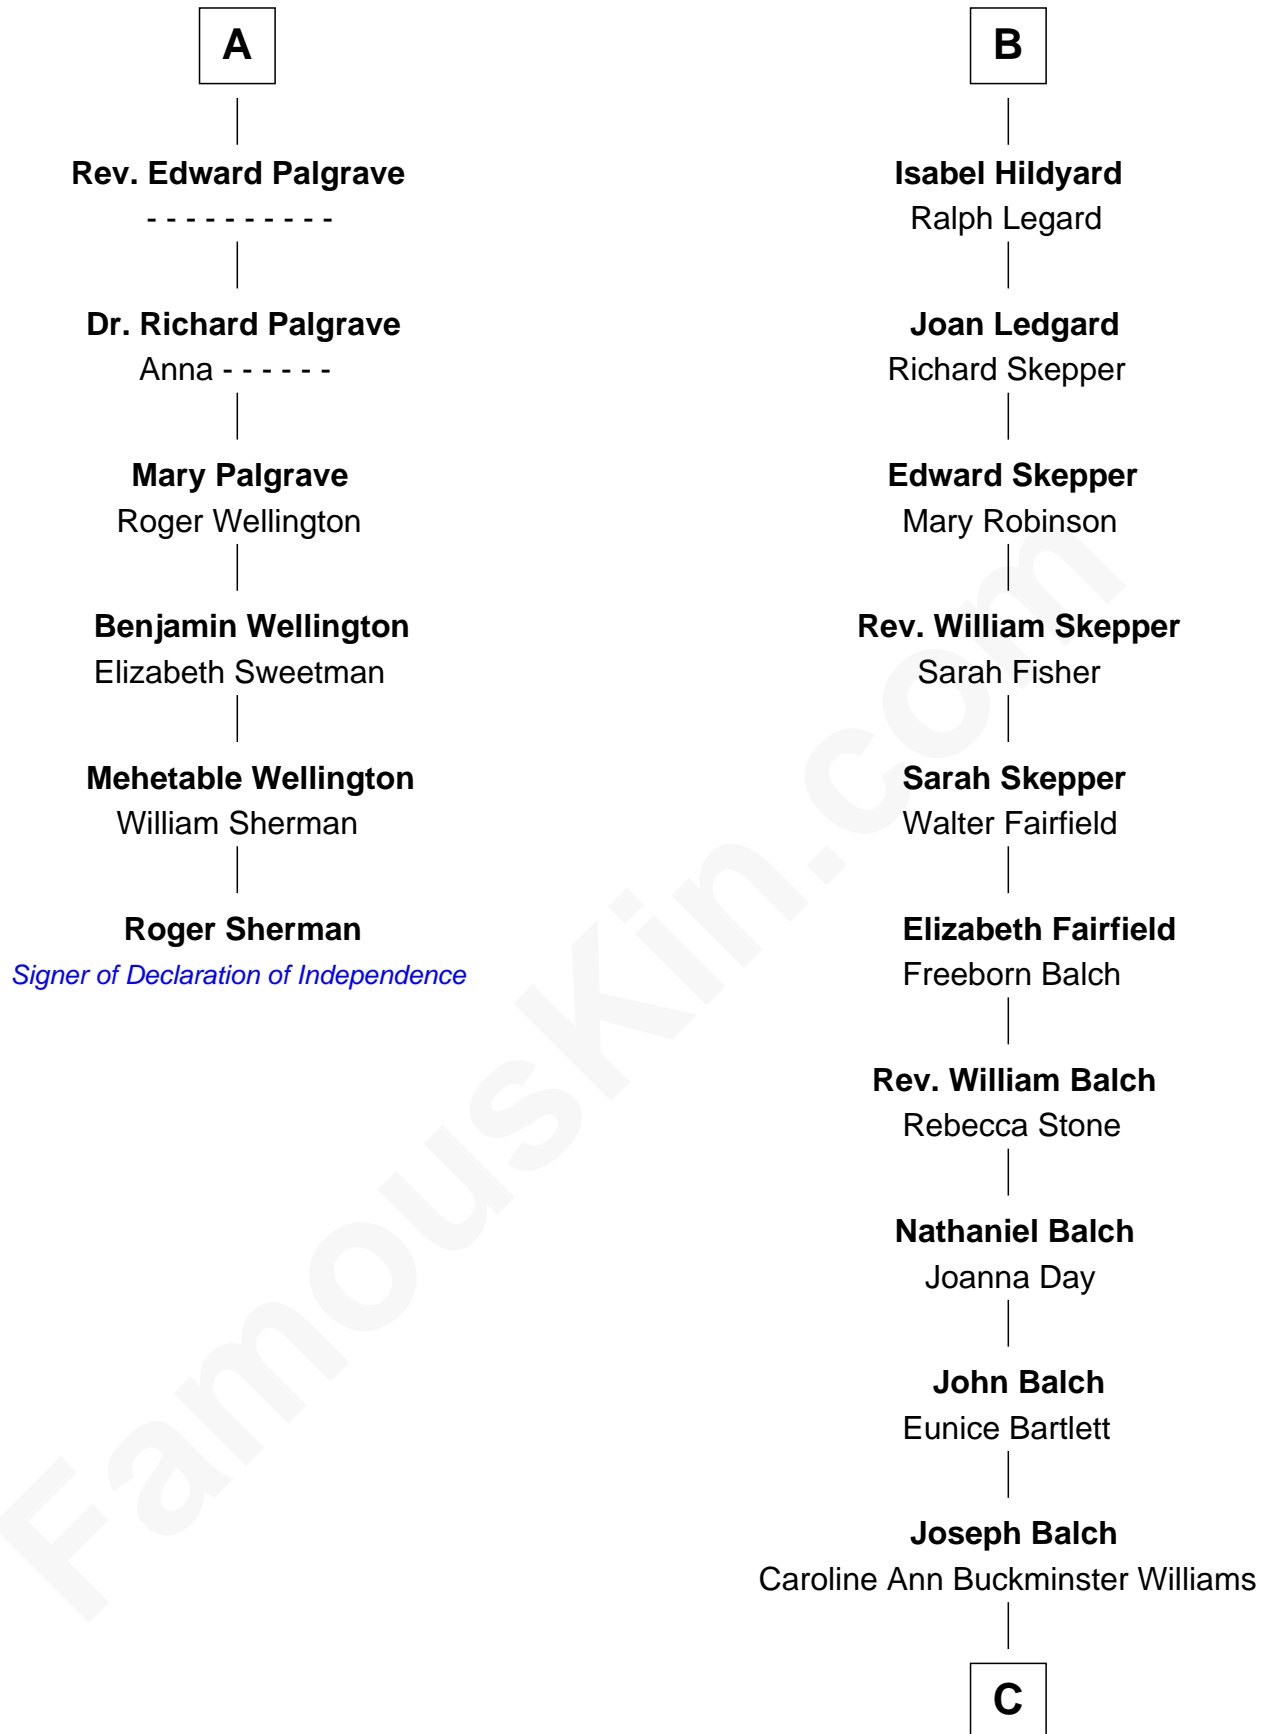 A
Rev. Edward Palgrave
- - - - - - - - - -
Dr. Richard Palgrave
Anna - - - - - -
Mary Palgrave
Roger Wellington
Benjamin Wellington
Elizabeth Sweetman
Mehetable Wellington
William Sherman
Roger Sherman
Signer of Declaration of Independence
B
Isabel Hildyard
Ralph Legard
Joan Ledgard
Richard Skepper
Edward Skepper
Mary Robinson
Rev. William Skepper
Sarah Fisher
Sarah Skepper
Walter Fairfield
Elizabeth Fairfield
Freeborn Balch
Rev. William Balch
Rebecca Stone
Nathaniel Balch
Joanna Day
John Balch
Eunice Bartlett
Joseph Balch
Caroline Ann Buckminster Williams
C
FamousKin.com